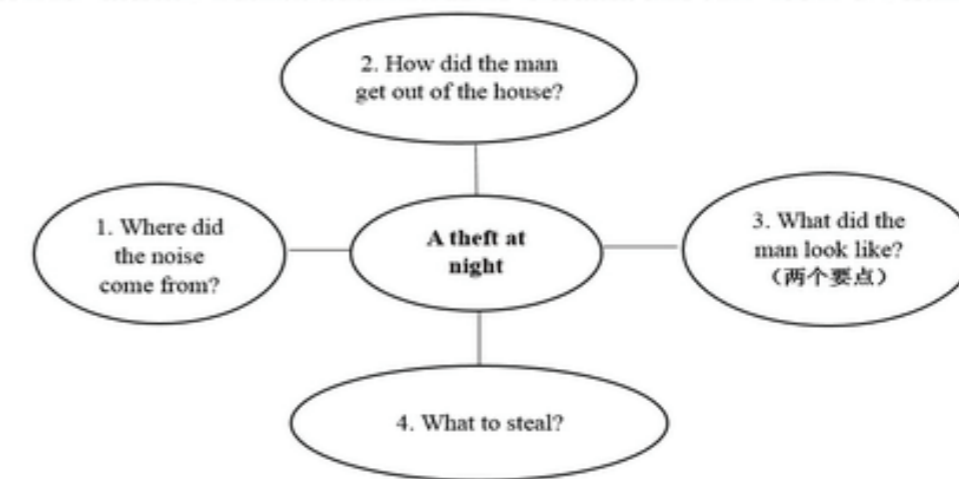 2. How did the man
get out of the house?
1. Where did
the noise
come from?
A theft at
night
3. What did the
man look like?
（两个要点）
4. What to steal?